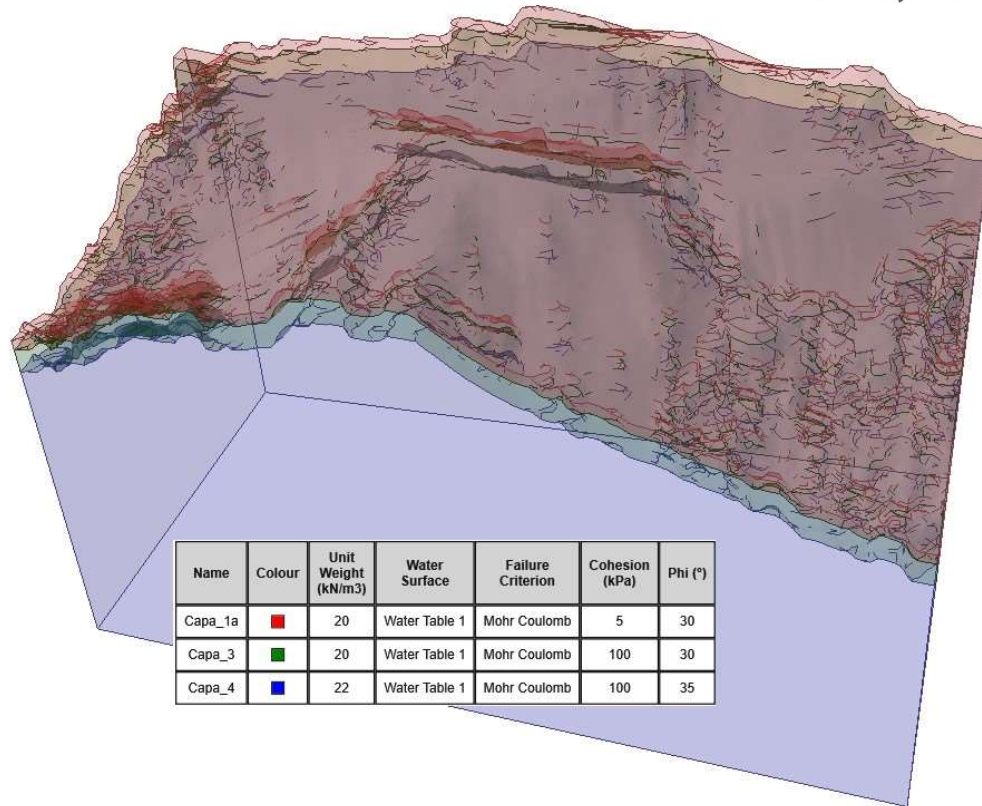 Name Colour Unit Weight (kN/m3) Water Surface Failure Criterion Cohesion (kPa) Phi (°)
Capa_1a 20 Water Table 1 Mohr Coulomb 5 30
Capa_3 20 Water Table 1 Mohr Coulomb 100 30
Capa_4 22 Water Table 1 Mohr Coulomb 100 35